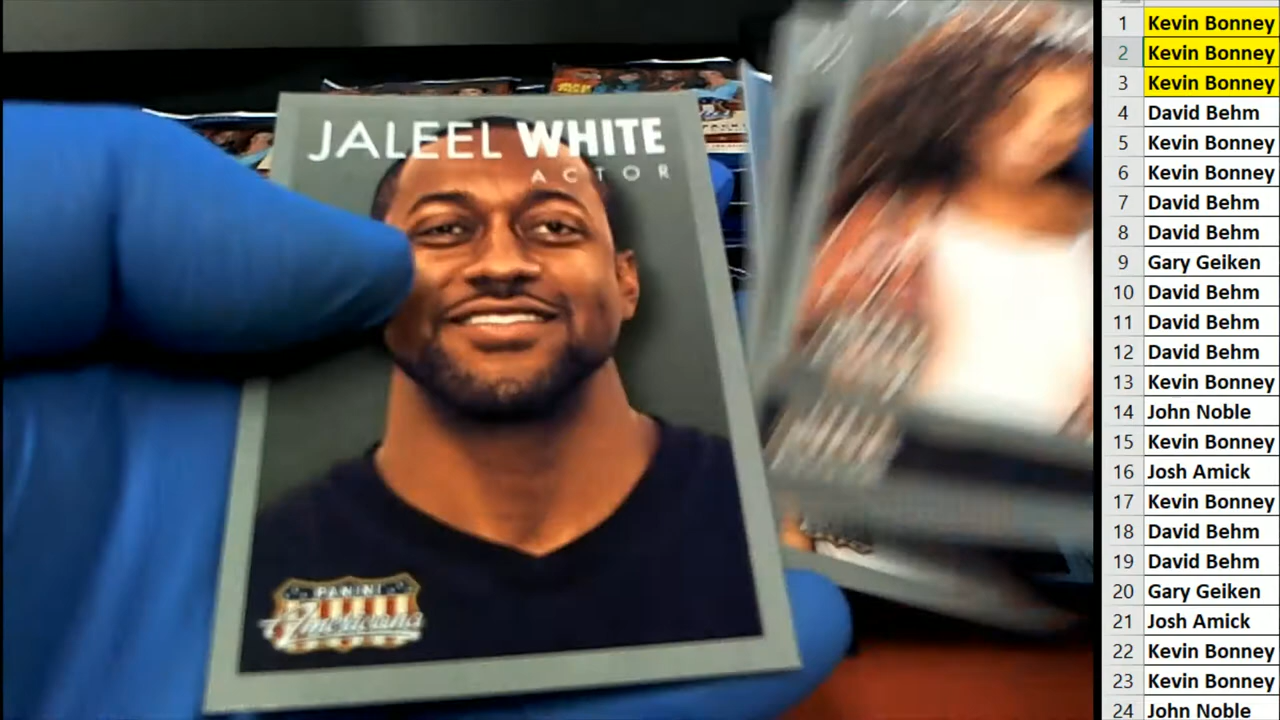 JALEEL WHITE
ACTOR
PANINI
Americana
1 Kevin Bonney
2 Kevin Bonney
3 Kevin Bonney
4 David Behm
5 Kevin Bonney
6 Kevin Bonney
7 David Behm
8 David Behm
9 Gary Geiken
10 David Behm
11 David Behm
12 David Behm
13 Kevin Bonney
14 John Noble
15 Kevin Bonney
16 Josh Amick
17 Kevin Bonney
18 David Behm
19 David Behm
20 Gary Geiken
21 Josh Amick
22 Kevin Bonney
23 Kevin Bonney
24 John Noble